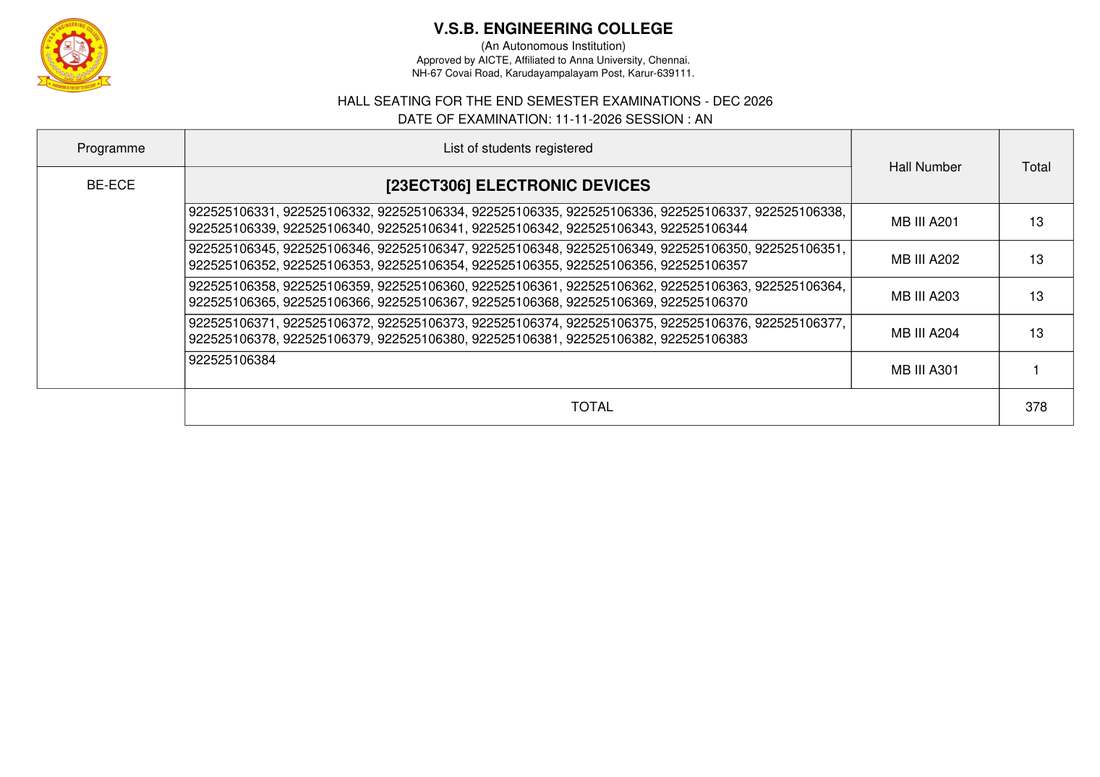 V.S.B. ENGINEERING COLLEGE
(An Autonomous Institution)
Approved by AICTE, Affiliated to Anna University, Chennai.
NH-67 Covai Road, Karudayampalayam Post, Karur-639111.
HALL SEATING FOR THE END SEMESTER EXAMINATIONS - DEC 2026
DATE OF EXAMINATION: 11-11-2026 SESSION : AN
Programme
List of students registered
Hall Number
Total
BE-ECE
[23ECT306] ELECTRONIC DEVICES
922525106331, 922525106332, 922525106334, 922525106335, 922525106336, 922525106337, 922525106338,
922525106339, 922525106340, 922525106341, 922525106342, 922525106343, 922525106344
MB III A201
13
922525106345, 922525106346, 922525106347, 922525106348, 922525106349, 922525106350, 922525106351,
922525106352, 922525106353, 922525106354, 922525106355, 922525106356, 922525106357
MB III A202
13
922525106358, 922525106359, 922525106360, 922525106361, 922525106362, 922525106363, 922525106364,
922525106365, 922525106366, 922525106367, 922525106368, 922525106369, 922525106370
MB III A203
13
922525106371, 922525106372, 922525106373, 922525106374, 922525106375, 922525106376, 922525106377,
922525106378, 922525106379, 922525106380, 922525106381, 922525106382, 922525106383
MB III A204
13
922525106384
MB III A301
1
TOTAL
378